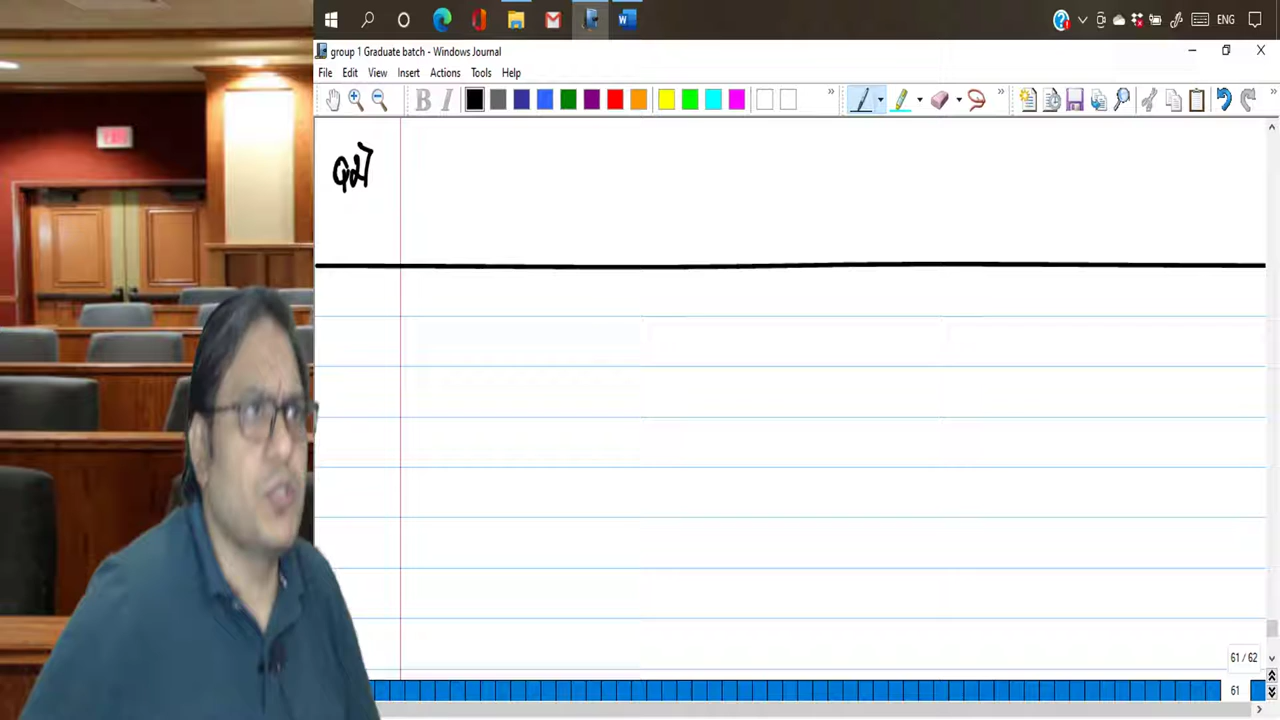 ENG
group 1 Graduate batch - Windows Journal
File Edit View Insert Actions Tools Help
B I
61 / 62
61